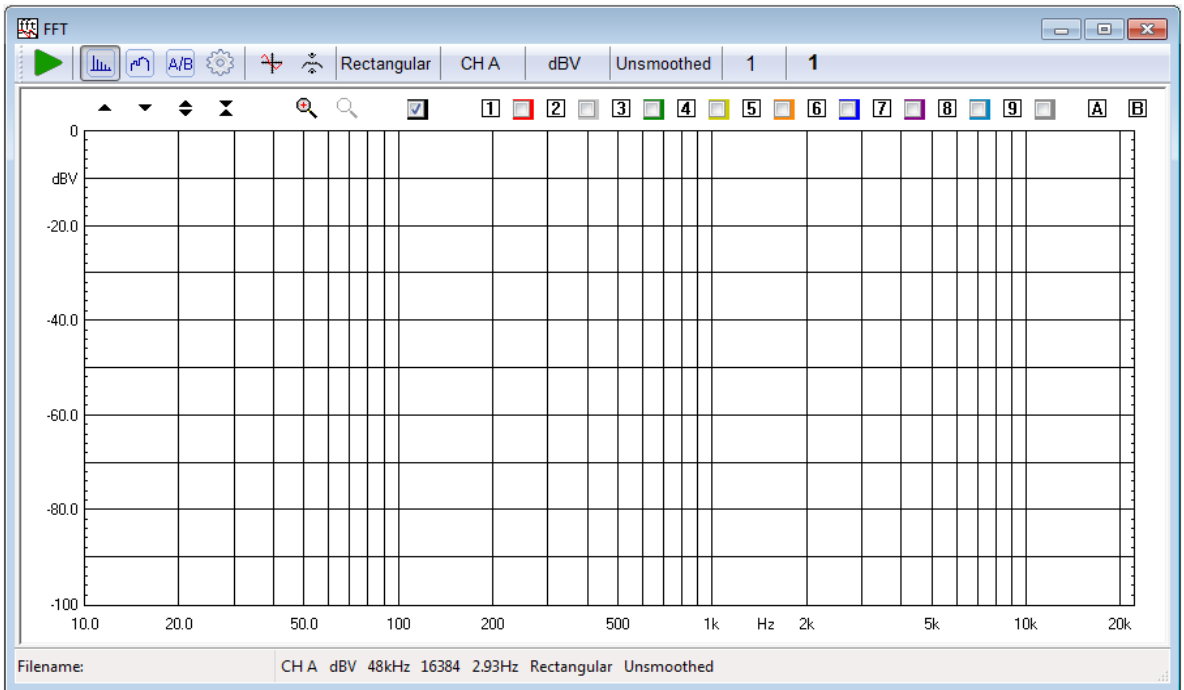 FFT
A/B Rectangular CH A dBV Unsmoothed 1 1
1 2 3 4 5 6 7 8 9 A B
0
dBV
-20.0
-40.0
-60.0
-80.0
-100
10.0 20.0 50.0 100 200 500 1k Hz 2k 5k 10k 20k
Filename: CH A dBV 48kHz 16384 2.93Hz Rectangular Unsmoothed